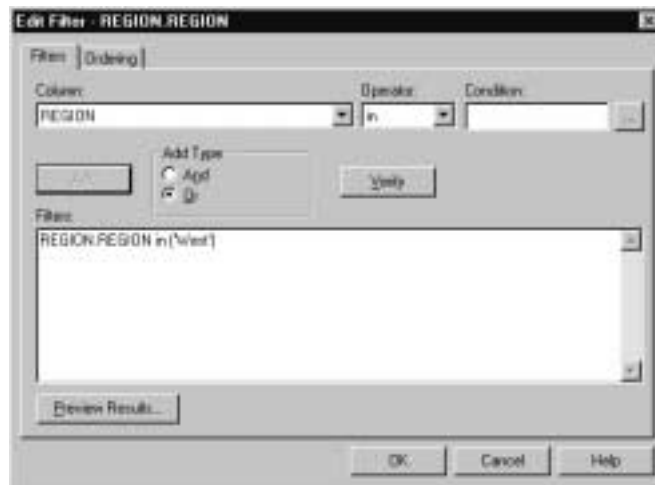 Edit Filter - REGION.REGION
Filters Ordering
Column: Operator: Condition:
REGION in ...
Add Type
And
Or
Verify
Filters:
REGION.REGION in ('West')
Preview Results...
OK Cancel Help